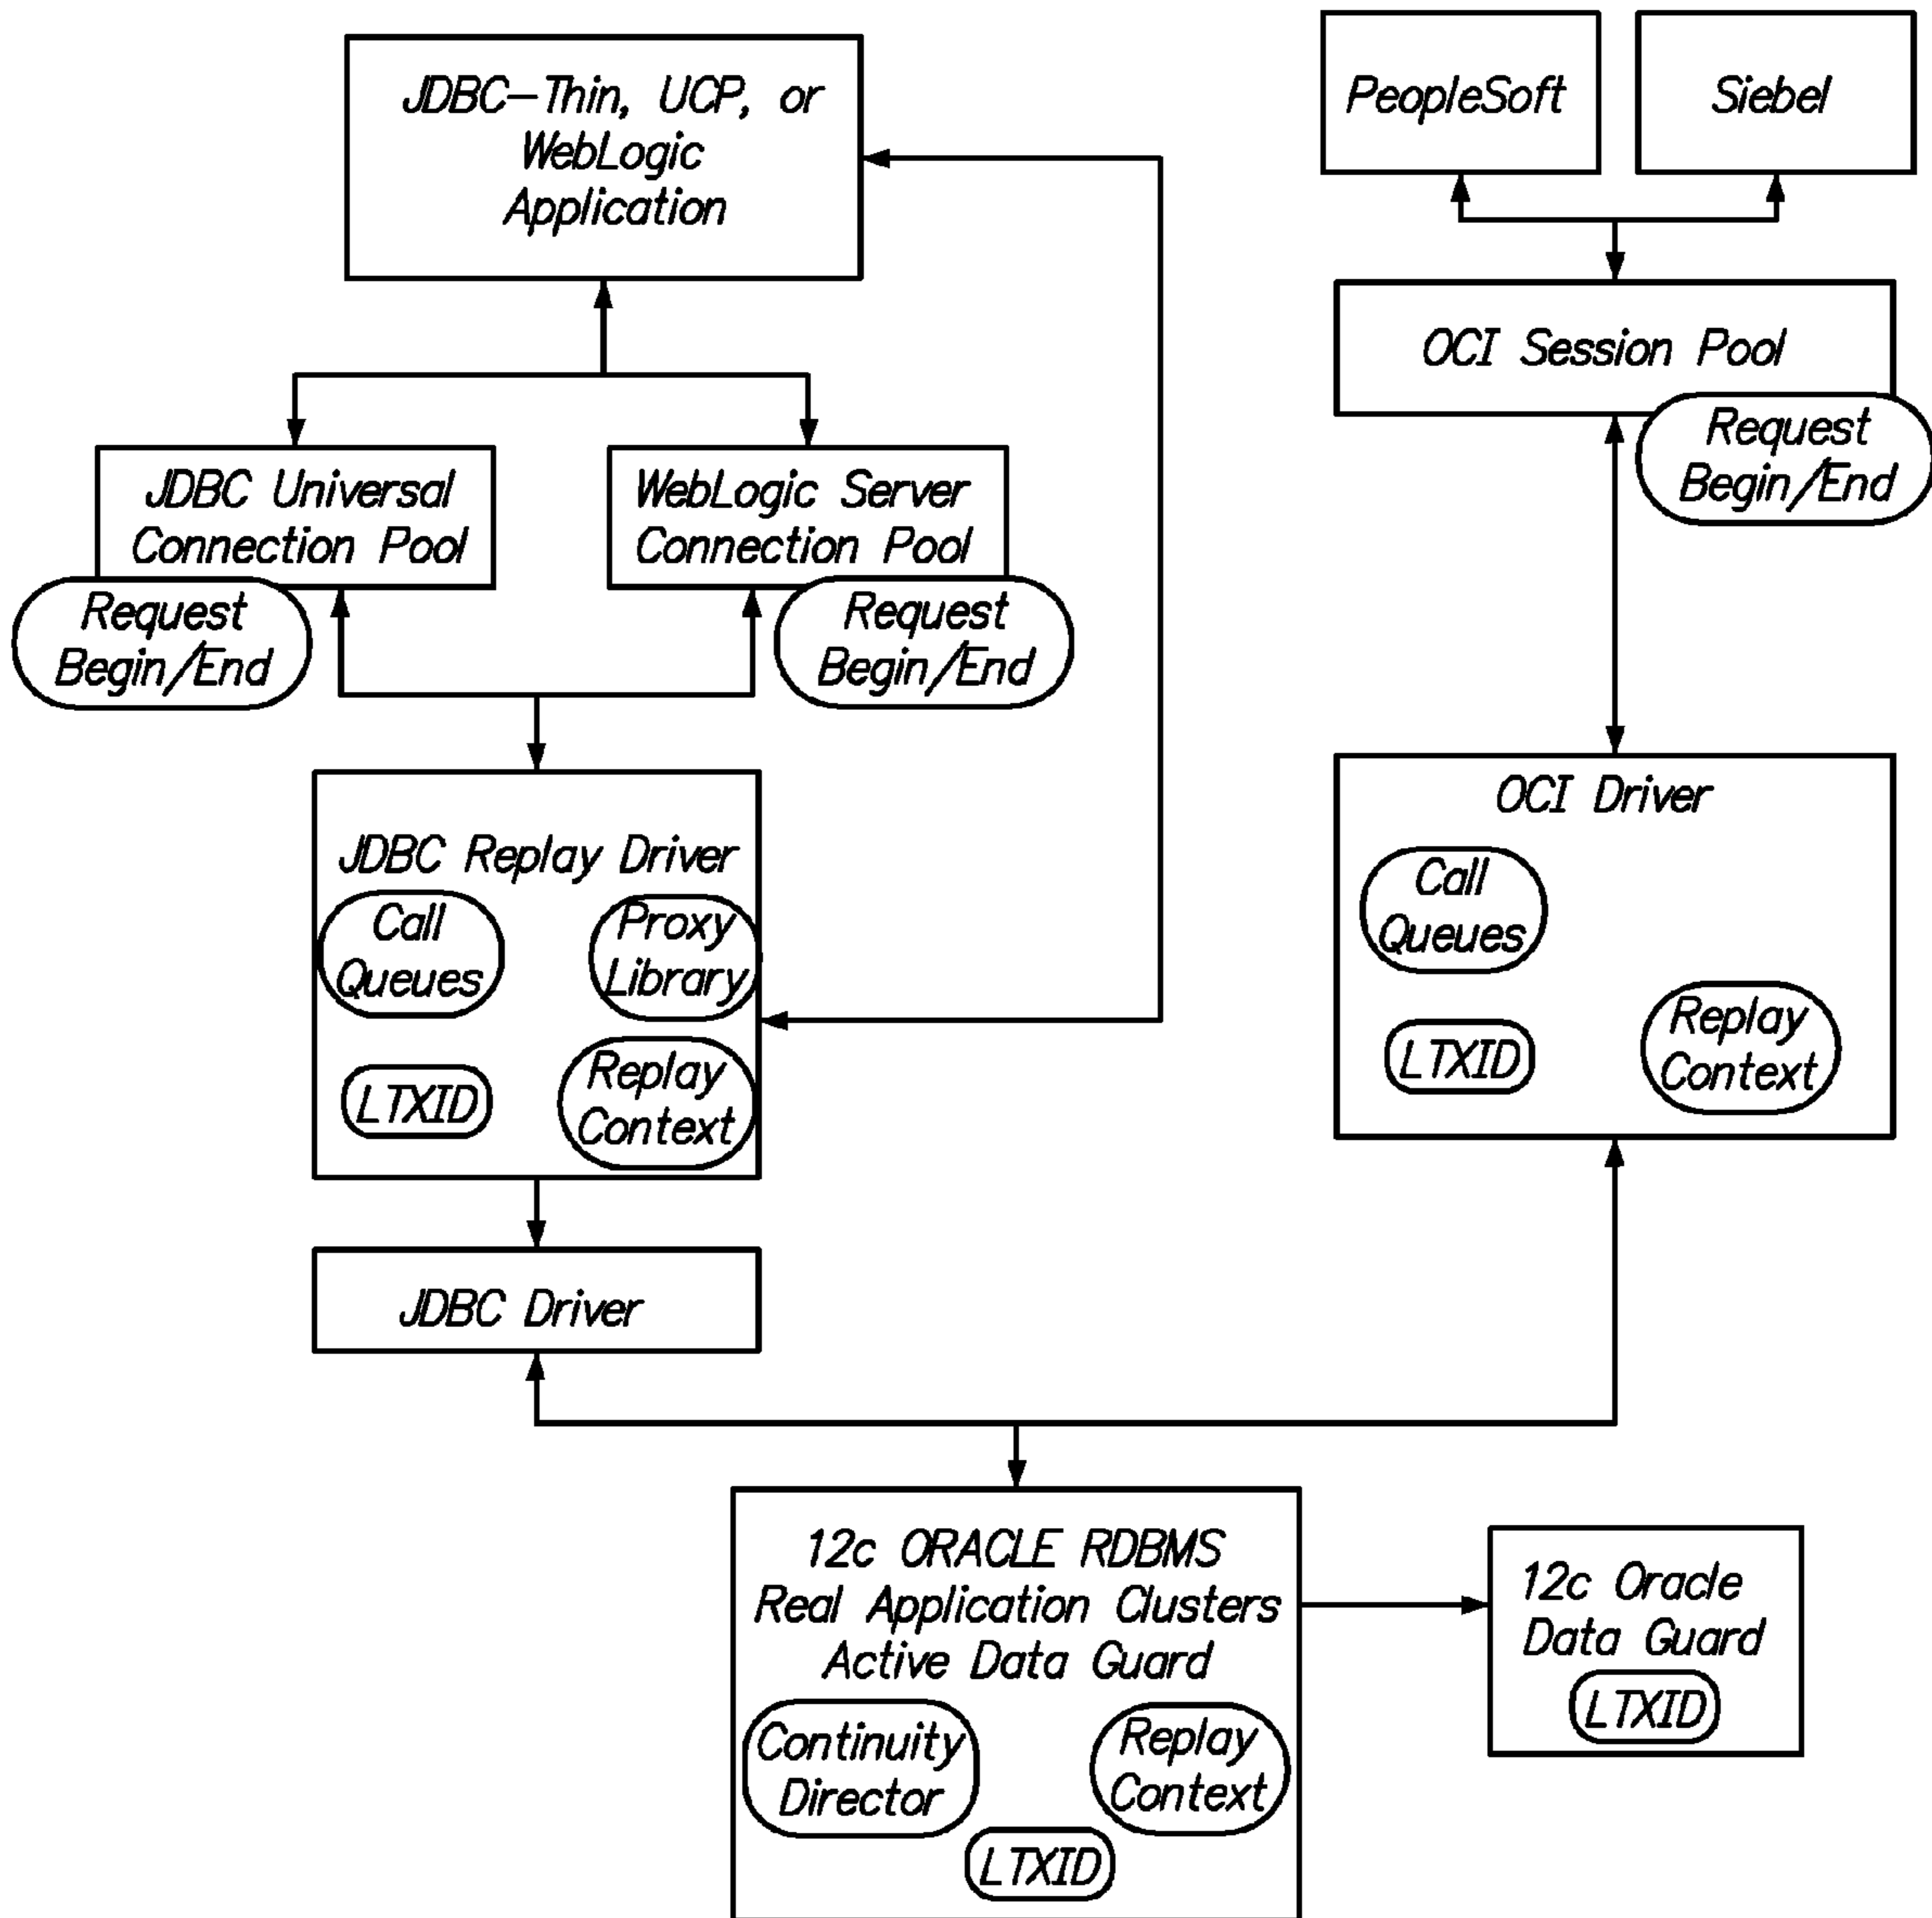 JDBC-Thin, UCP, or
WebLogic
Application
PeopleSoft
Siebel
OCI Session Pool
Request
Begin/End
JDBC Universal
Connection Pool
Request
Begin/End
WebLogic Server
Connection Pool
Request
Begin/End
JDBC Replay Driver
Call
Queues
Proxy
Library
LTXID
Replay
Context
OCI Driver
Call
Queues
LTXID
Replay
Context
JDBC Driver
12c ORACLE RDBMS
Real Application Clusters
Active Data Guard
Continuity
Director
Replay
Context
LTXID
12c Oracle
Data Guard
LTXID